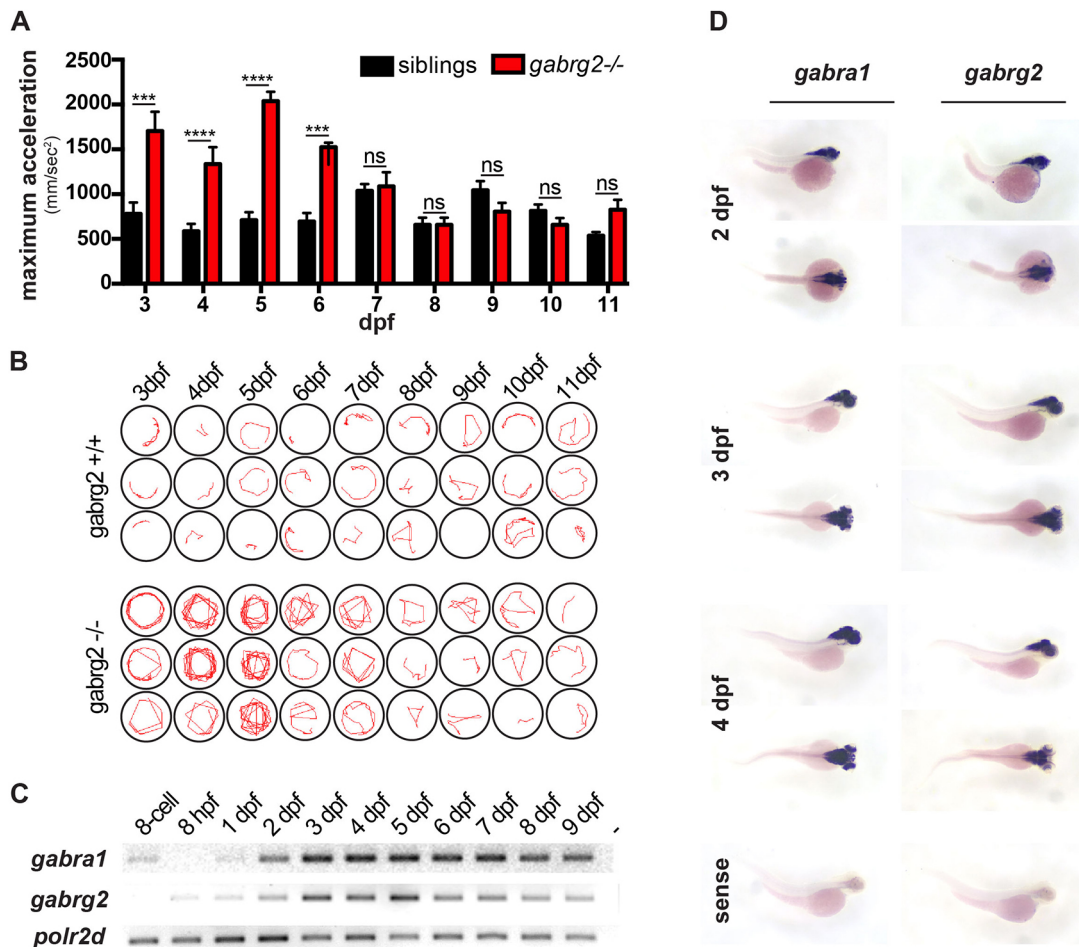 A
maximum acceleration
(mm/sec²)
2500
2000
1500
1000
500
0
siblings
gabrg2-/-
***
****
****
***
ns
ns
ns
ns
ns
3 4 5 6 7 8 9 10 11
dpf
B
3dpf 4dpf 5dpf 6dpf 7dpf 8dpf 9dpf 10dpf 11dpf
gabrg2 +/+
gabrg2 -/-
C
8-cell 8 hpf 1 dpf 2 dpf 3 dpf 4 dpf 5 dpf 6 dpf 7 dpf 8 dpf 9 dpf -
gabra1
gabrg2
polr2d
D
gabra1 gabrg2
2 dpf
3 dpf
4 dpf
sense